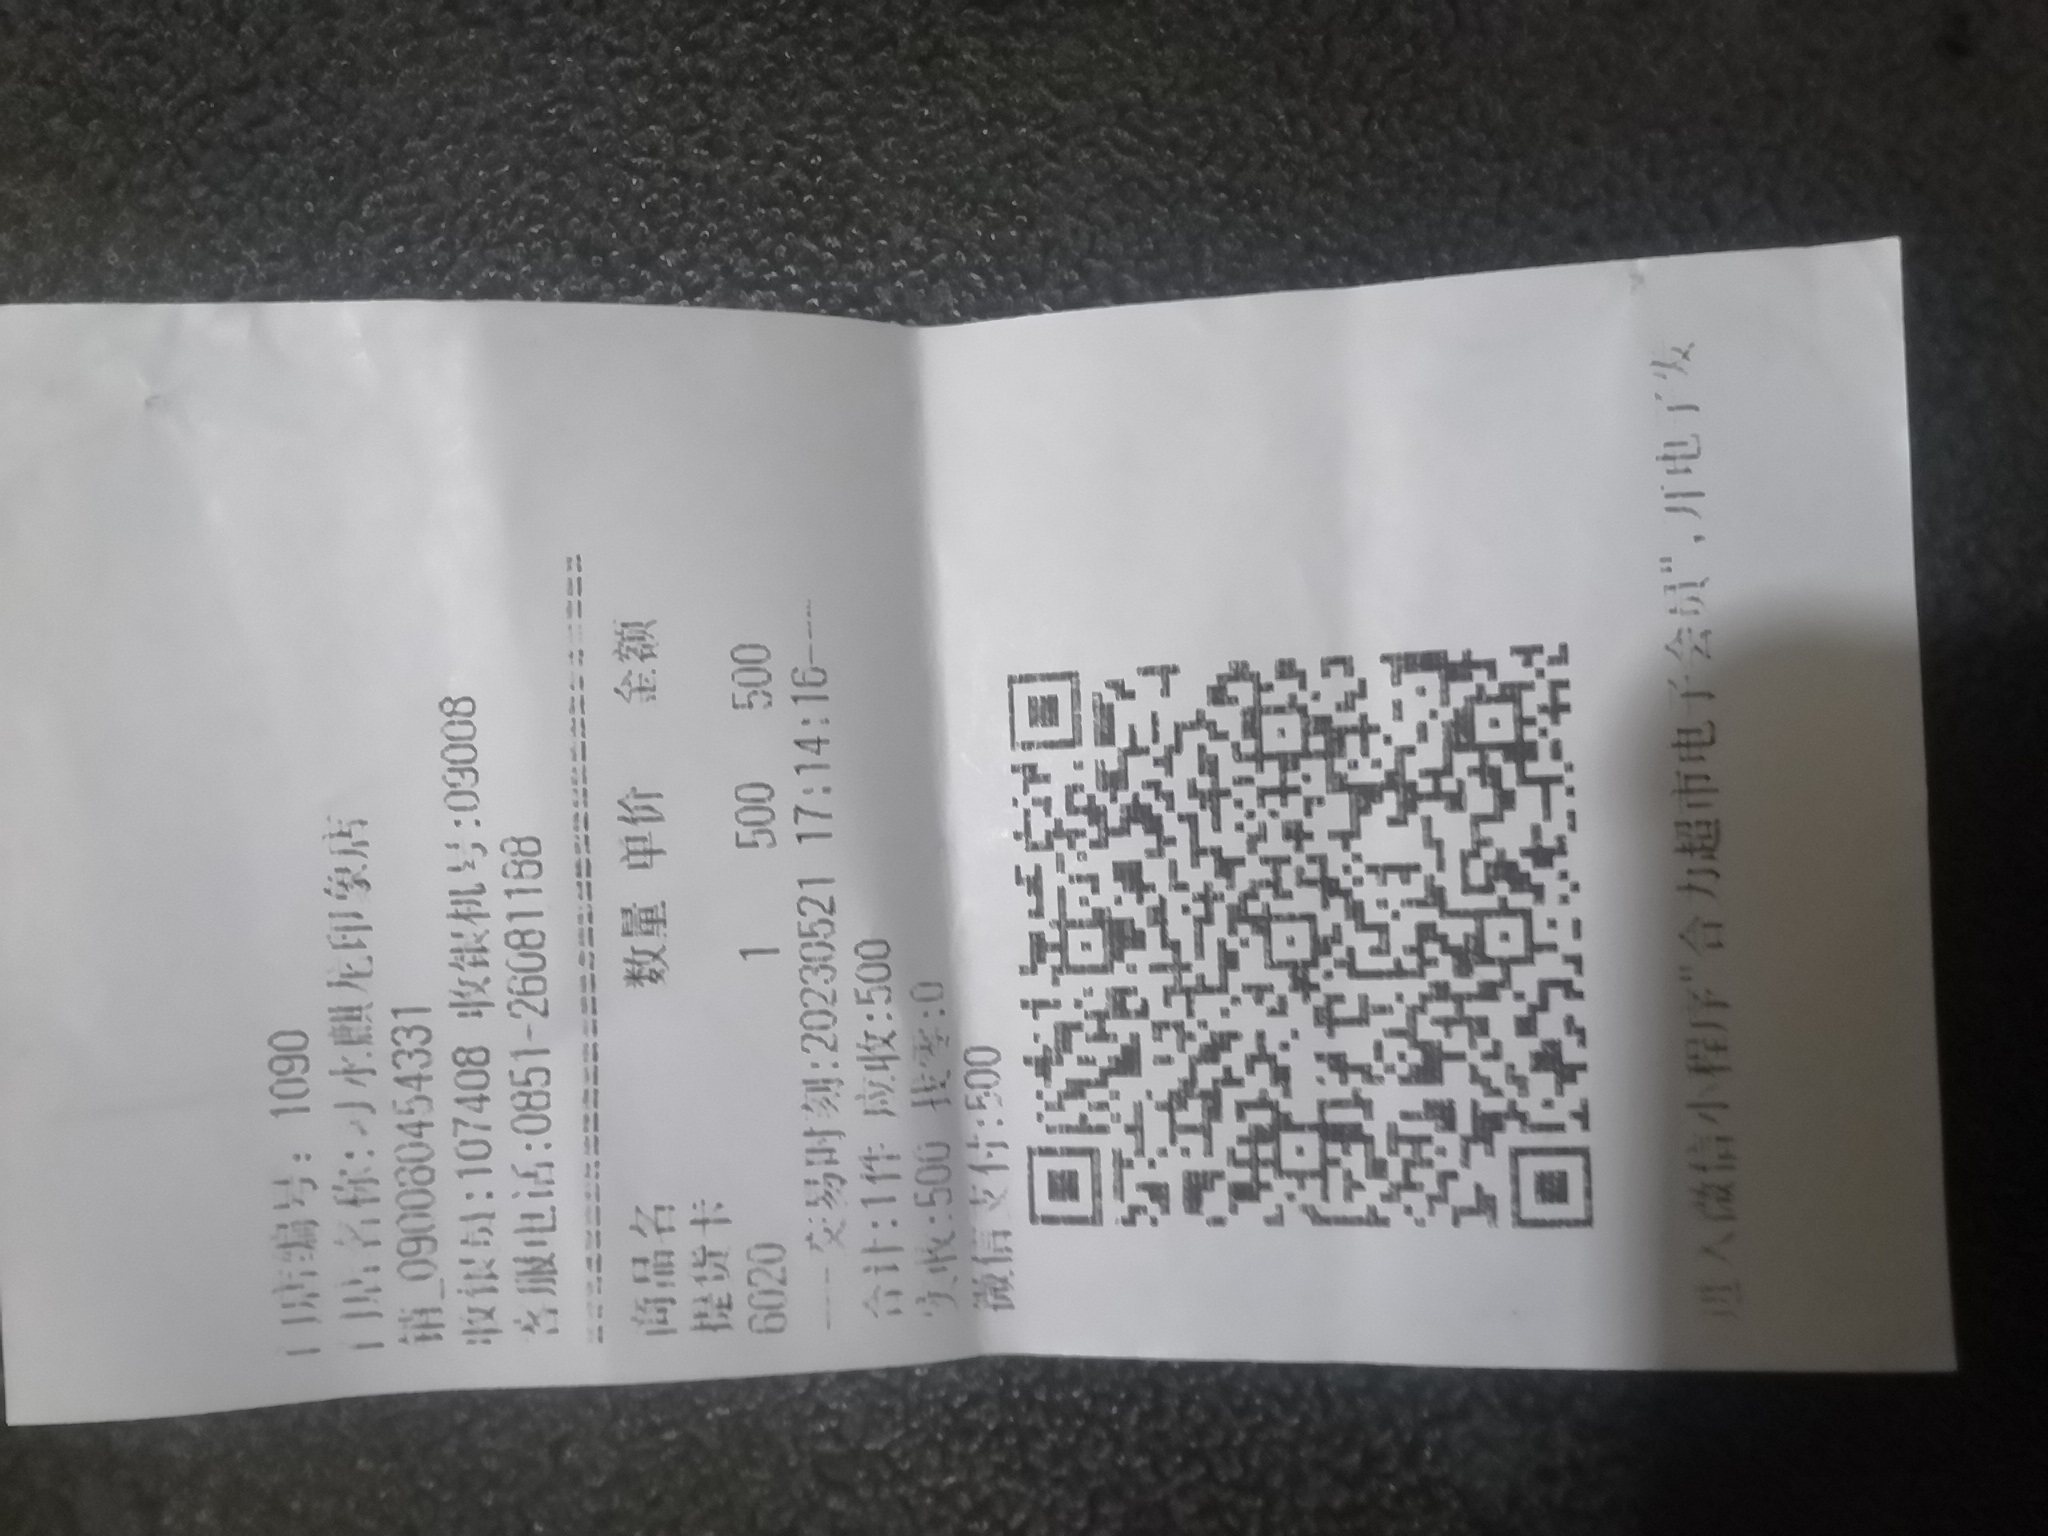 门店编号: 1090
门店名称:小水麒龙印象店
销_090080454331
收银员:107408 收银机号:09008
客服电话:0851-26081188
商品名 数量 单价 金额
提货卡
6020 1 500 500
---交易时刻:20230521 17:14:16---
合计:1件 应收:500
实收:500 找零:0
微信支付:500
进入微信小程序"合力超市电子会员",开电子发